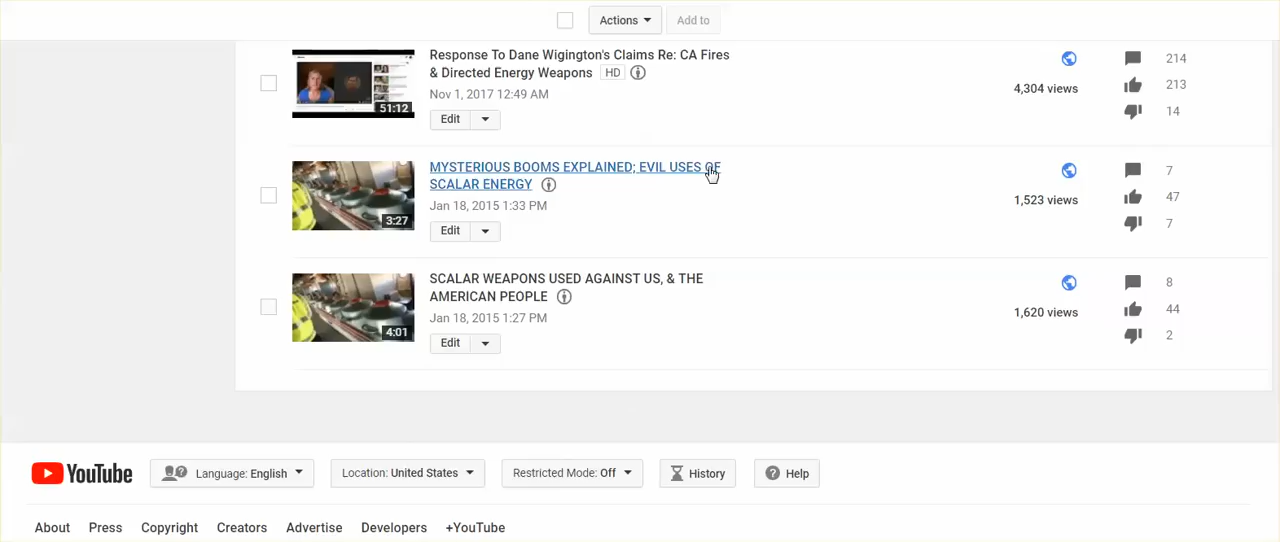 Actions Add to
Response To Dane Wigington's Claims Re: CA Fires
& Directed Energy Weapons HD
Nov 1, 2017 12:49 AM
Edit
51:12
4,304 views
214
213
14
MYSTERIOUS BOOMS EXPLAINED; EVIL USES OF
SCALAR ENERGY
Jan 18, 2015 1:33 PM
Edit
3:27
1,523 views
7
47
7
SCALAR WEAPONS USED AGAINST US, & THE
AMERICAN PEOPLE
Jan 18, 2015 1:27 PM
Edit
4:01
1,620 views
8
44
2
YouTube Language: English Location: United States Restricted Mode: Off History Help
About Press Copyright Creators Advertise Developers +YouTube